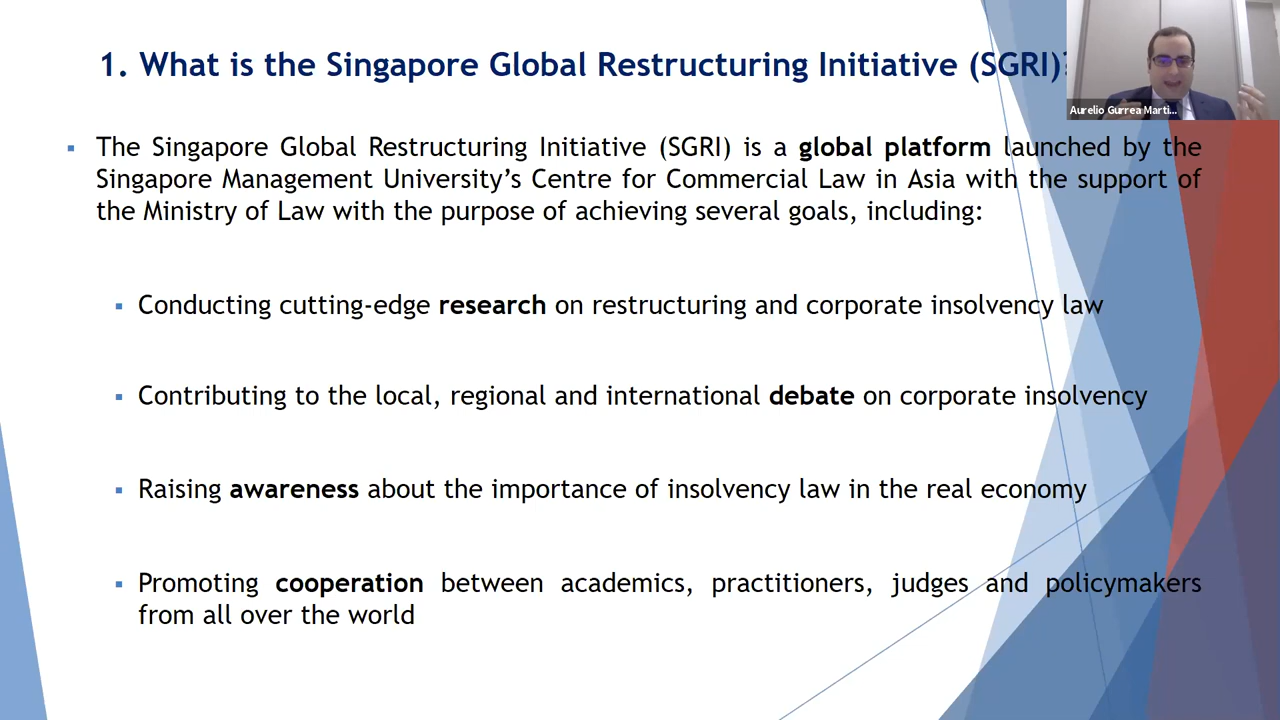 1. What is the Singapore Global Restructuring Initiative (SGRI)?
Aurelio Gurrea Marti...
▪ The Singapore Global Restructuring Initiative (SGRI) is a global platform launched by the
Singapore Management University’s Centre for Commercial Law in Asia with the support of
the Ministry of Law with the purpose of achieving several goals, including:
▪ Conducting cutting-edge research on restructuring and corporate insolvency law
▪ Contributing to the local, regional and international debate on corporate insolvency
▪ Raising awareness about the importance of insolvency law in the real economy
▪ Promoting cooperation between academics, practitioners, judges and policymakers
from all over the world